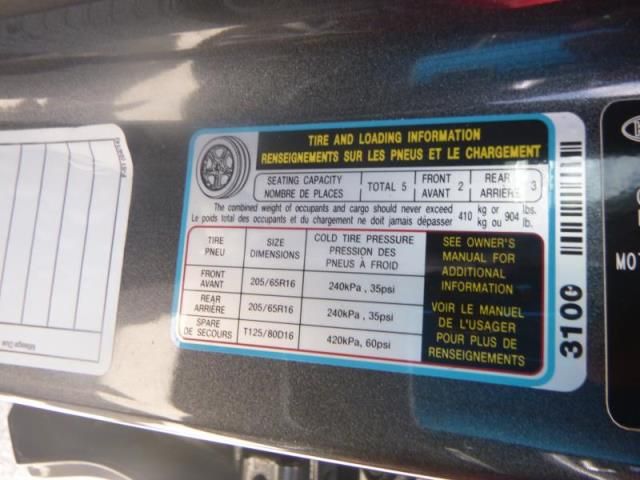 TIRE AND LOADING INFORMATION
RENSEIGNEMENTS SUR LES PNEUS ET LE CHARGEMENT
SEATING CAPACITY
NOMBRE DE PLACES
TOTAL 5
FRONT
AVANT
2
REAR
ARRIÈRE
3
The combined weight of occupants and cargo should never exceed 410 kg or 904 lbs.
Le poids total des occupants et du chargement ne doit jamais dépasser kg ou lb.
TIRE
PNEU
SIZE
DIMENSIONS
COLD TIRE PRESSURE
PRESSION DES
PNEUS À FROID
FRONT
AVANT
205/65R16
240kPa , 35psi
REAR
ARRIÈRE
205/65R16
240kPa , 35psi
SPARE
DE SECOURS
T125/80D16
420kPa, 60psi
SEE OWNER'S
MANUAL FOR
ADDITIONAL
INFORMATION
VOIR LE MANUEL
DE L'USAGER
POUR PLUS DE
RENSEIGNEMENTS
3100
Mileage Due
MOT